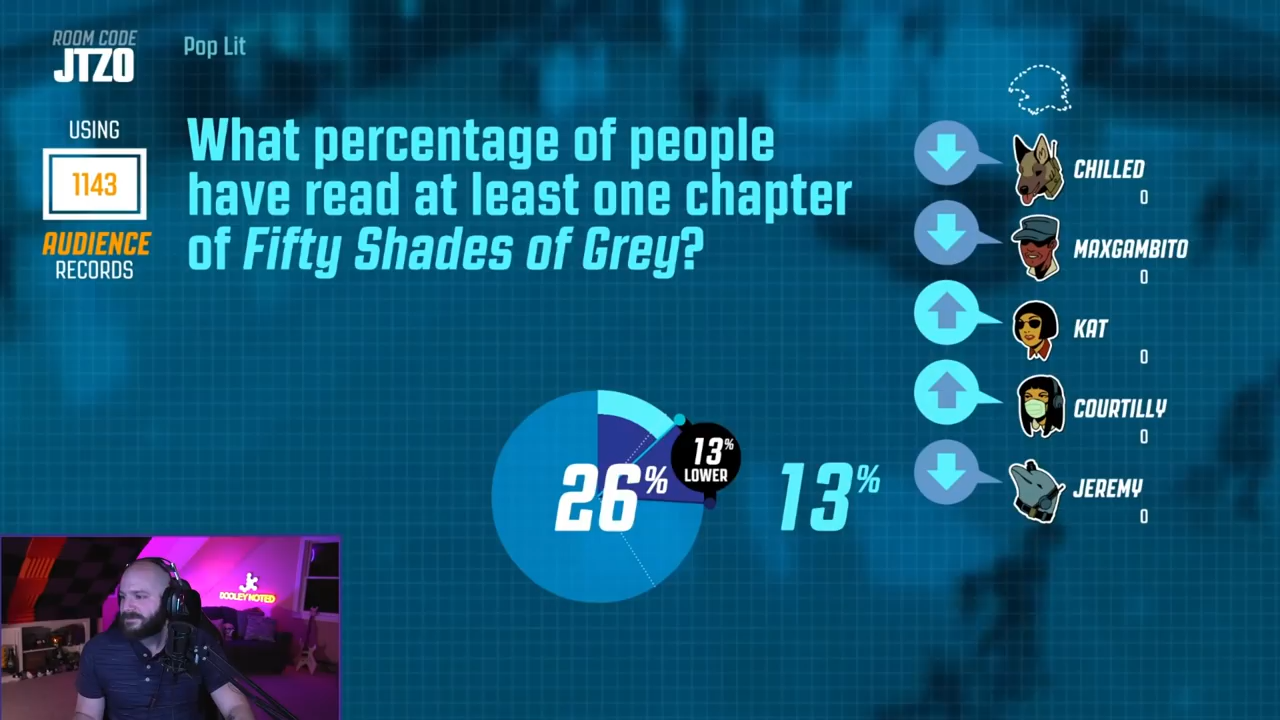 ROOM CODE
JTZO
Pop Lit
USING
1143
AUDIENCE
RECORDS
What percentage of people
have read at least one chapter
of Fifty Shades of Grey?
26%
13%
LOWER
13%
CHILLED
0
MAXGAMBITO
0
KAT
0
COURTILLY
0
JEREMY
0
DOOLEY NOTED